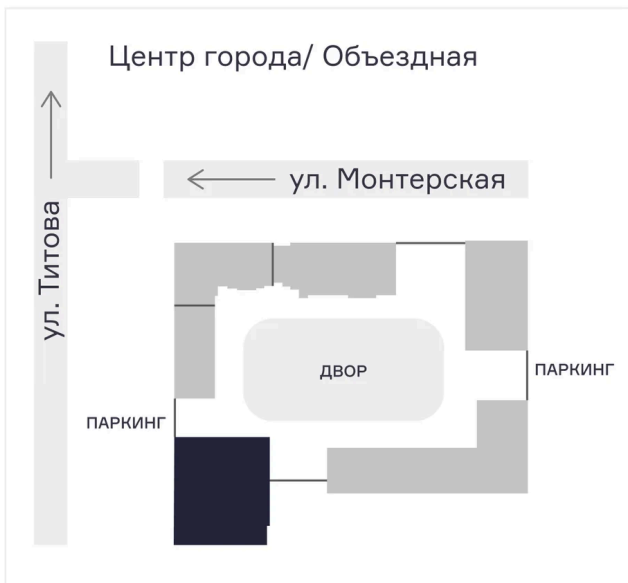 Центр города/ Объездная
ул. Монтерская
ул. Титова
ДВОР
ПАРКИНГ
ПАРКИНГ